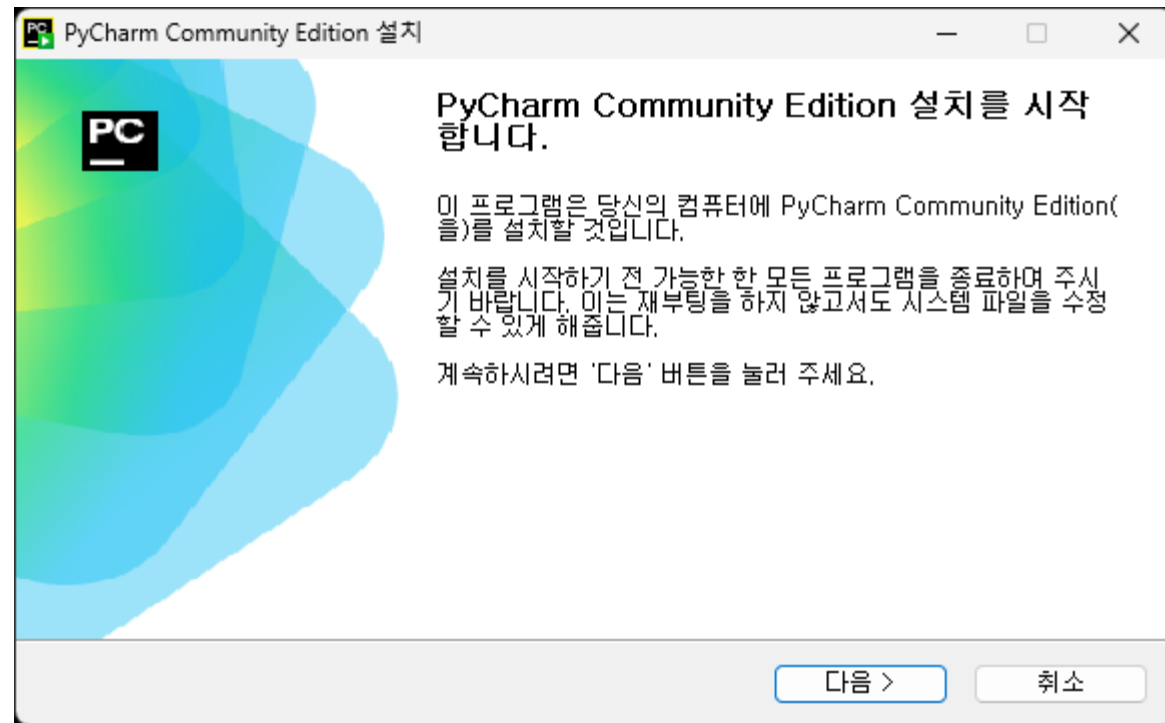 PyCharm Community Edition 설치
PC
PyCharm Community Edition 설치를 시작
합니다.
이 프로그램은 당신의 컴퓨터에 PyCharm Community Edition(
을)를 설치할 것입니다.
설치를 시작하기 전 가능한 한 모든 프로그램을 종료하여 주시
기 바랍니다. 이는 재부팅을 하지 않고서도 시스템 파일을 수정
할 수 있게 해줍니다.
계속하시려면 '다음' 버튼을 눌러 주세요.
다음 >
취소